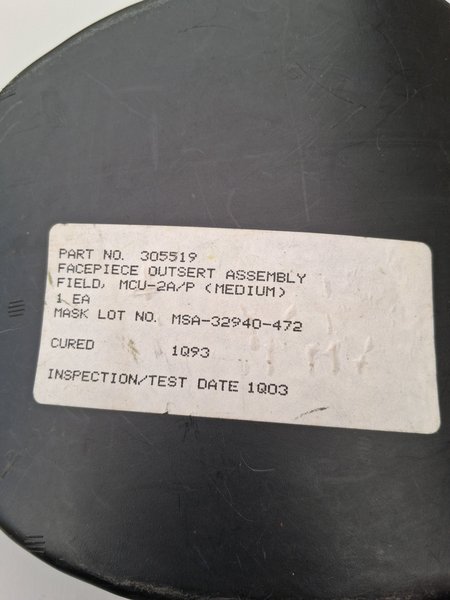 PART NO. 305519
FACEPIECE OUTSERT ASSEMBLY
FIELD, MCU-2A/P (MEDIUM)
1 EA
MASK LOT NO. MSA-32940-472
CURED 1Q93
INSPECTION/TEST DATE 1Q03